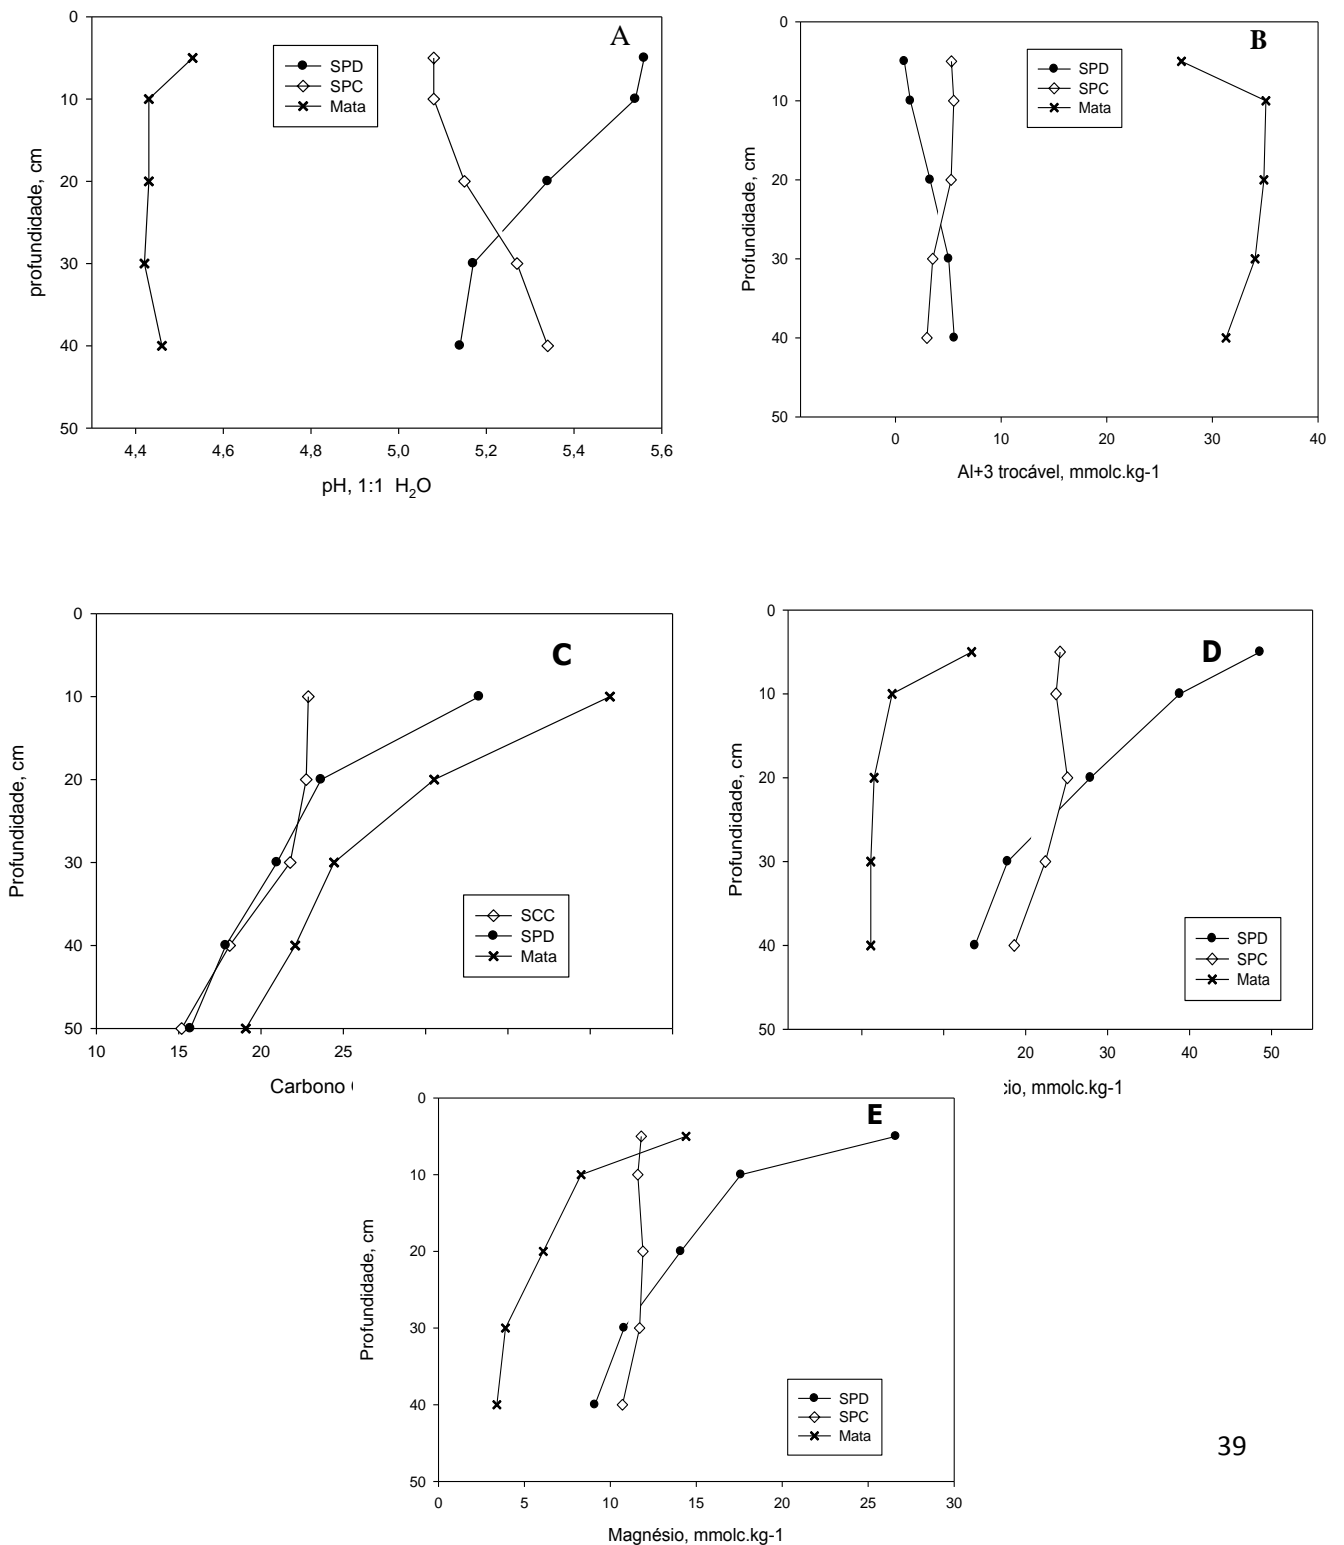 A
0
10
20
30
40
50
profundidade, cm
SPD
SPC
Mata
4,4 4,6 4,8 5,0 5,2 5,4 5,6
pH, 1:1 H₂O
B
0
10
20
30
40
50
Profundidade, cm
SPD
SPC
Mata
0 10 20 30 40
Al+3 trocável, mmolc.kg-1
C
0
10
20
30
40
50
Profundidade, cm
SCC
SPD
Mata
10 15 20 25
Carbono
D
0
10
20
30
40
50
Profundidade, cm
SPD
SPC
Mata
20 30 40 50
cio, mmolc.kg-1
E
0
10
20
30
40
50
Profundidade, cm
SPD
SPC
Mata
0 5 10 15 20 25 30
Magnésio, mmolc.kg-1
39